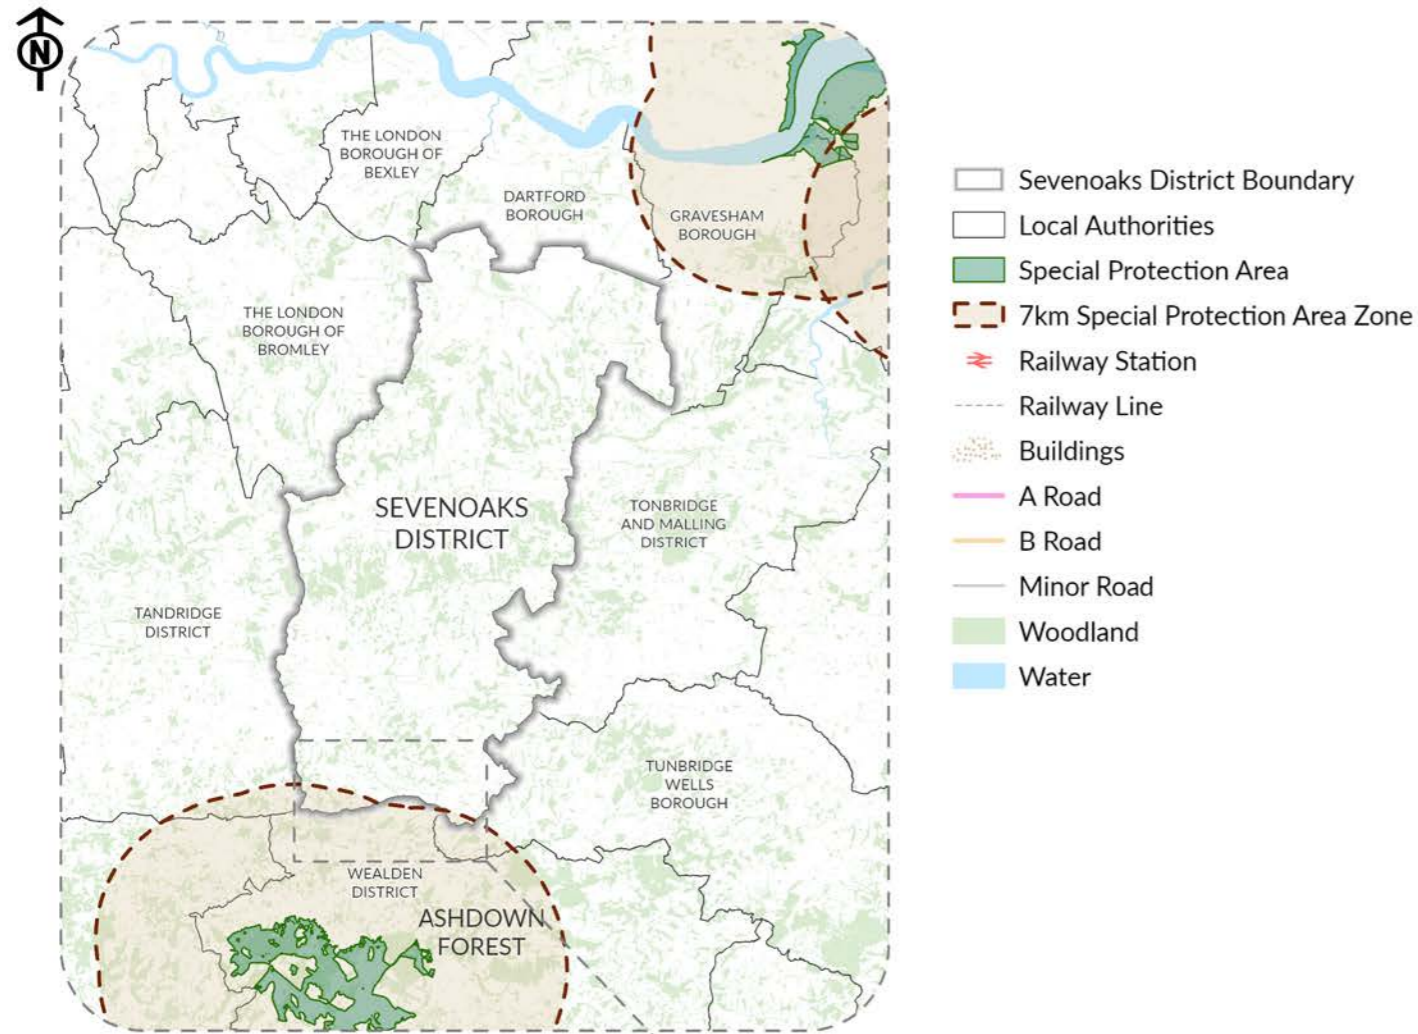 N
THE LONDON
BOROUGH OF
BEXLEY
DARTFORD
BOROUGH
GRAVESHAM
BOROUGH
THE LONDON
BOROUGH OF
BROMLEY
SEVENOAKS
DISTRICT
TONBRIDGE
AND MALLING
DISTRICT
TANDRIDGE
DISTRICT
TUNBRIDGE
WELLS
BOROUGH
WEALDEN
DISTRICT
ASHDOWN
FOREST
Sevenoaks District Boundary
Local Authorities
Special Protection Area
7km Special Protection Area Zone
Railway Station
Railway Line
Buildings
A Road
B Road
Minor Road
Woodland
Water